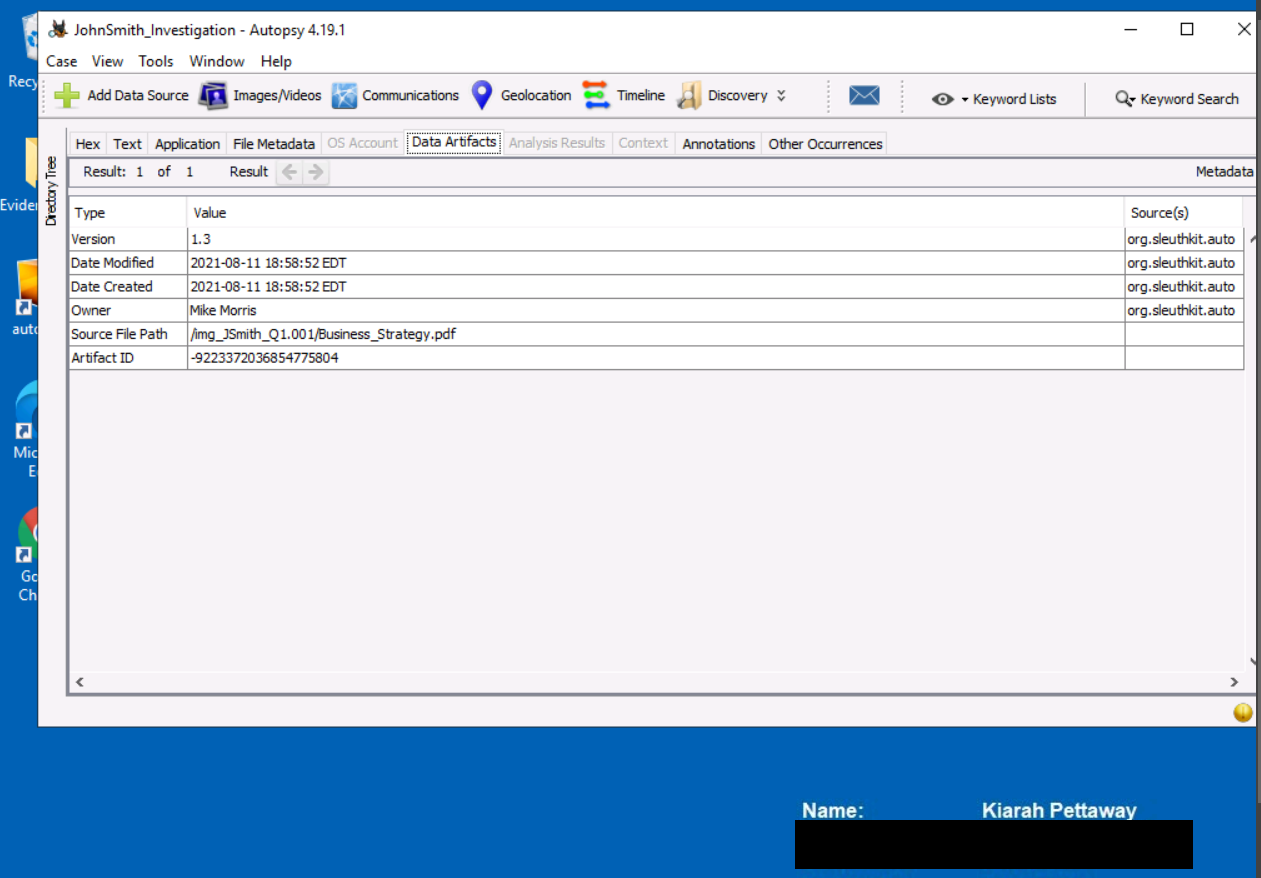 JohnSmith_Investigation - Autopsy 4.19.1
Case View Tools Window Help
Add Data Source Images/Videos Communications Geolocation Timeline Discovery Keyword Lists Keyword Search
Hex Text Application File Metadata OS Account Data Artifacts Analysis Results Context Annotations Other Occurrences
Result: 1 of 1 Result Metadata
Directory Tree
Type Value Source(s)
Version 1.3 org.sleuthkit.auto
Date Modified 2021-08-11 18:58:52 EDT org.sleuthkit.auto
Date Created 2021-08-11 18:58:52 EDT org.sleuthkit.auto
Owner Mike Morris org.sleuthkit.auto
Source File Path /img_JSmith_Q1.001/Business_Strategy.pdf
Artifact ID -9223372036854775804
Recy
Evider
auto
Mic
E
Go
Ch
Name: Kiarah Pettaway